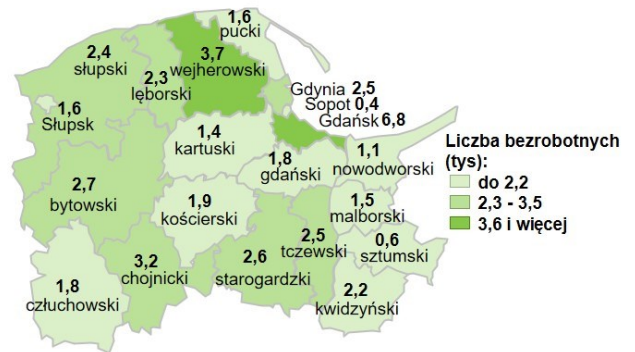 1,6
pucki
2,4
słupski
3,7
wejherowski
2,3
lęborski
Gdynia 2,5
Sopot 0,4
Gdańsk 6,8
1,6
Słupsk
1,4
kartuski
1,8
gdański
1,1
nowodworski
Liczba bezrobotnych
(tys):
do 2,2
2,3 - 3,5
3,6 i więcej
2,7
bytowski
1,9
kościerski
1,5
malborski
2,6
starogardzki
2,5
tczewski
0,6
sztumski
3,2
chojnicki
1,8
człuchowski
2,2
kwidzyński